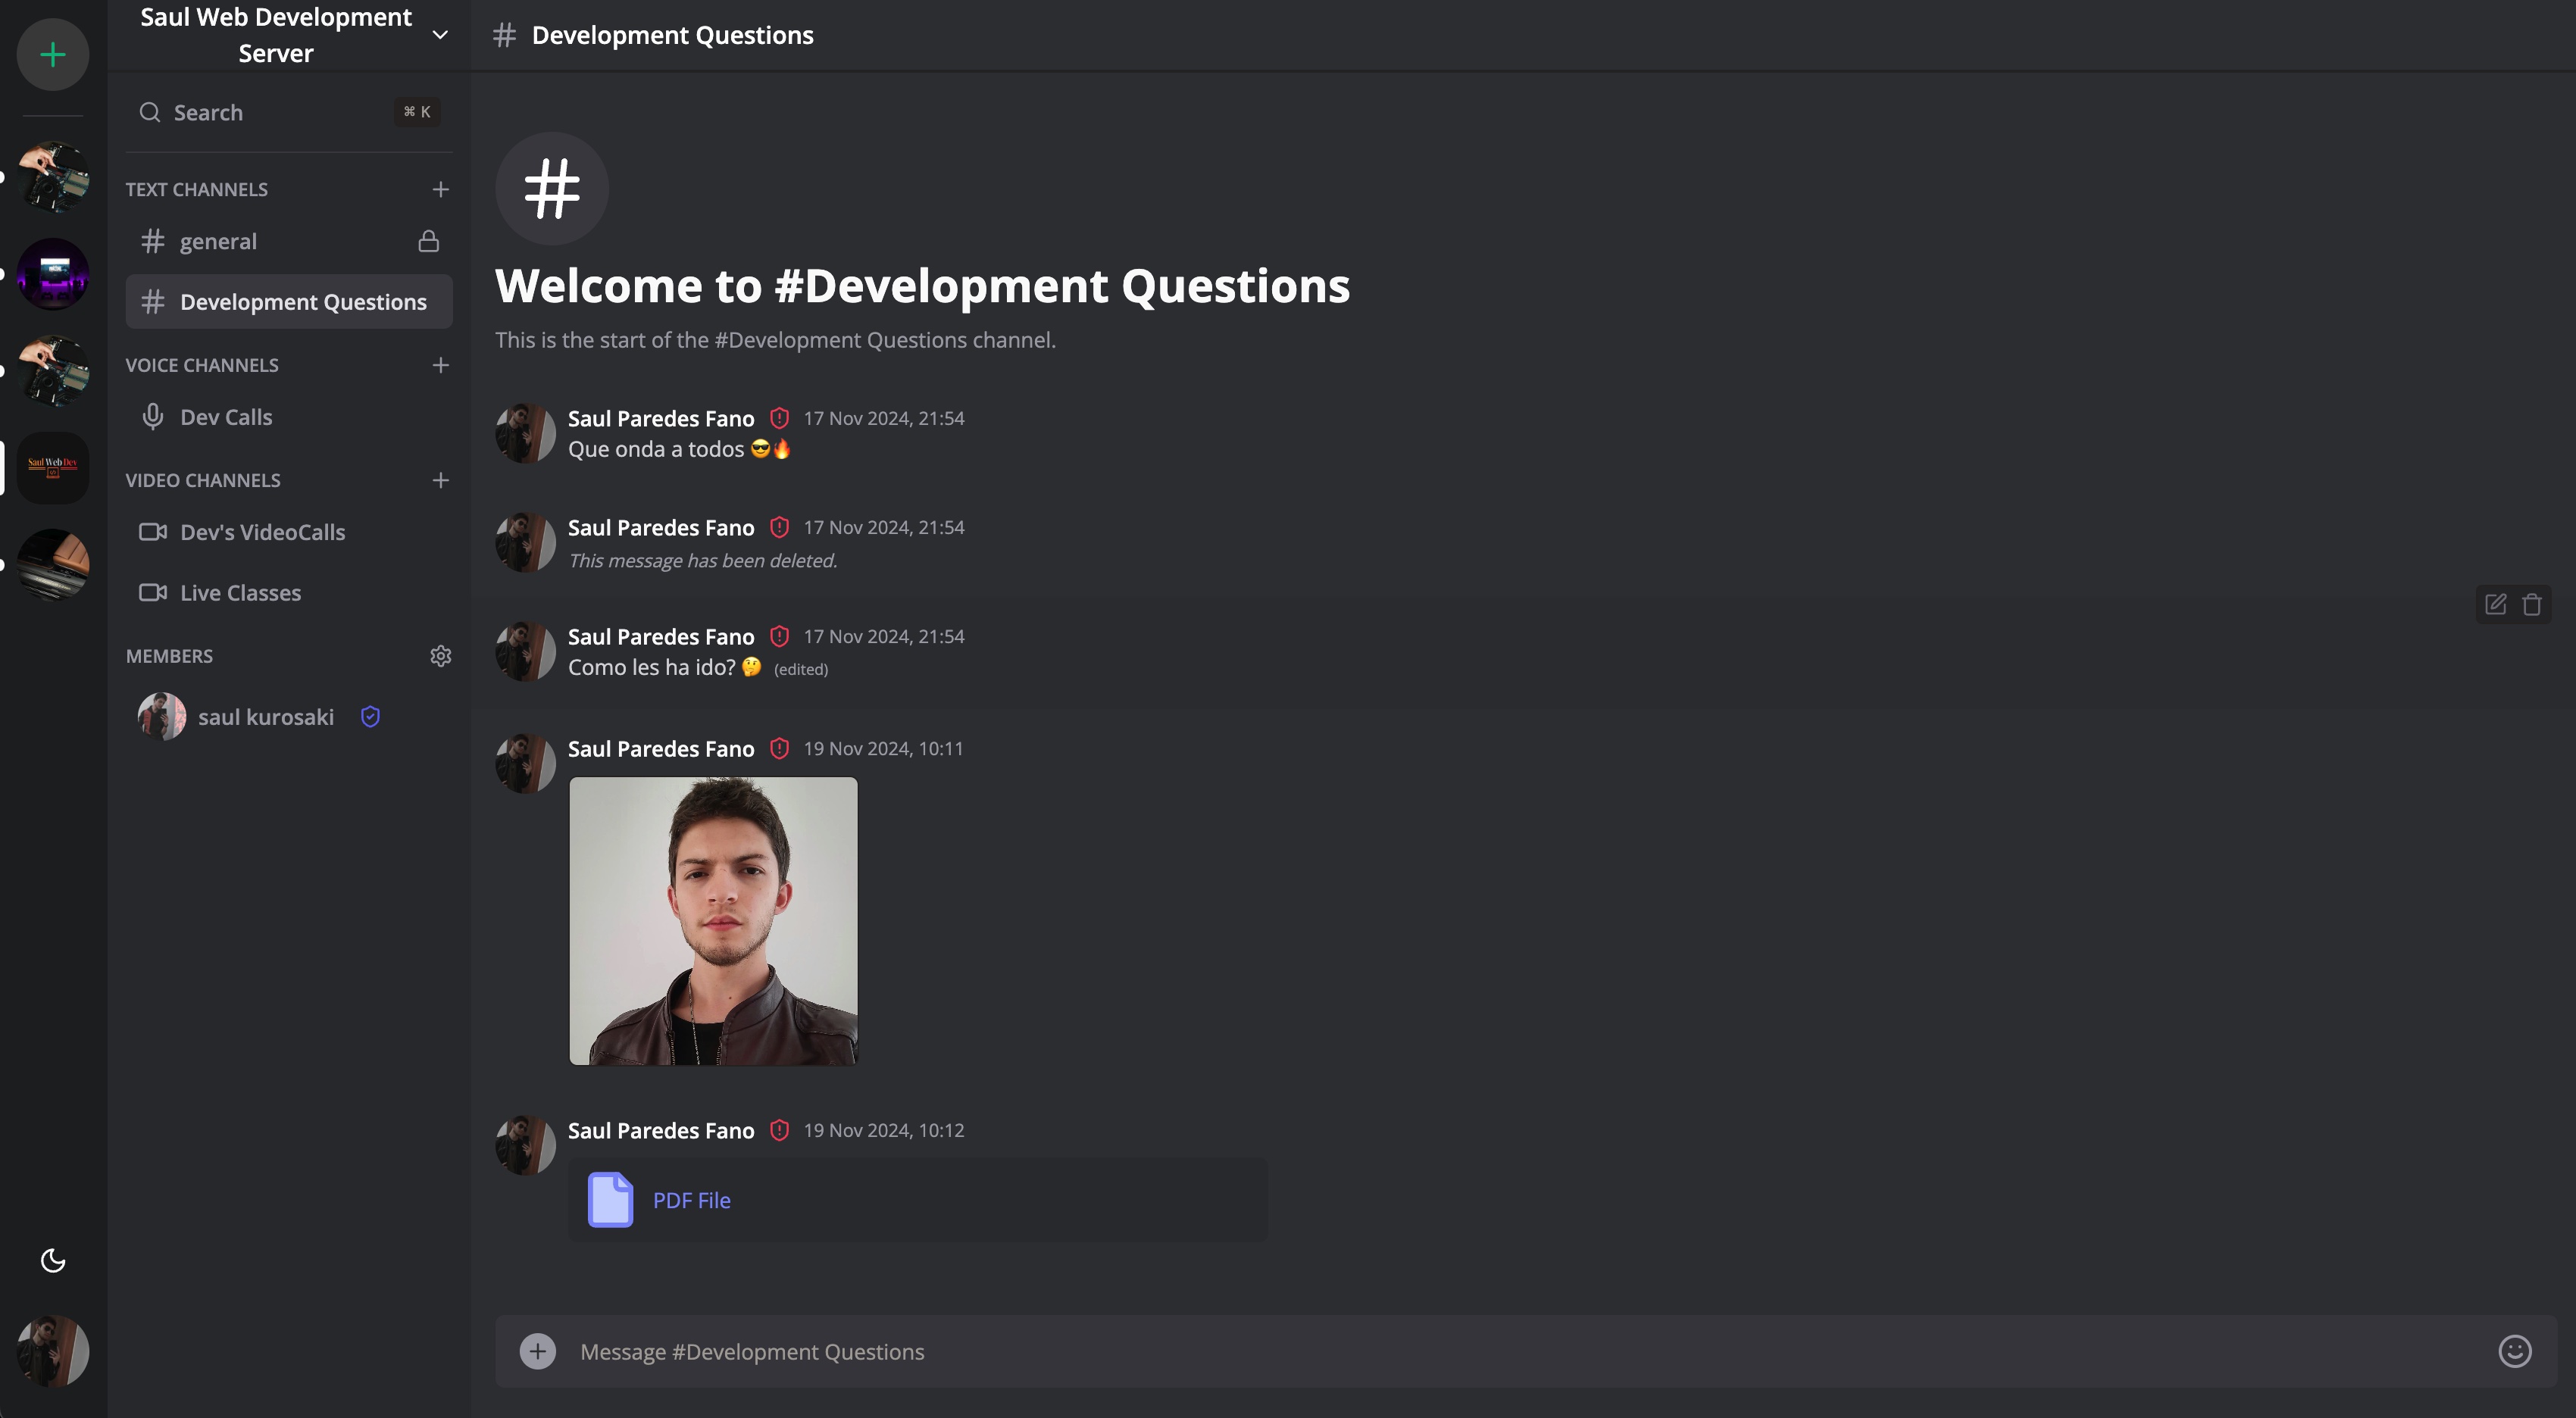 Saul Web Development
Server
Search
⌘ K
TEXT CHANNELS
general
Development Questions
VOICE CHANNELS
Dev Calls
VIDEO CHANNELS
Dev's VideoCalls
Live Classes
MEMBERS
saul kurosaki
Saul Web Dev
# Development Questions
#
Welcome to #Development Questions
This is the start of the #Development Questions channel.
Saul Paredes Fano 17 Nov 2024, 21:54
Que onda a todos 😎🔥
Saul Paredes Fano 17 Nov 2024, 21:54
This message has been deleted.
Saul Paredes Fano 17 Nov 2024, 21:54
Como les ha ido? 🤔 (edited)
Saul Paredes Fano 19 Nov 2024, 10:11
Saul Paredes Fano 19 Nov 2024, 10:12
PDF File
Message #Development Questions